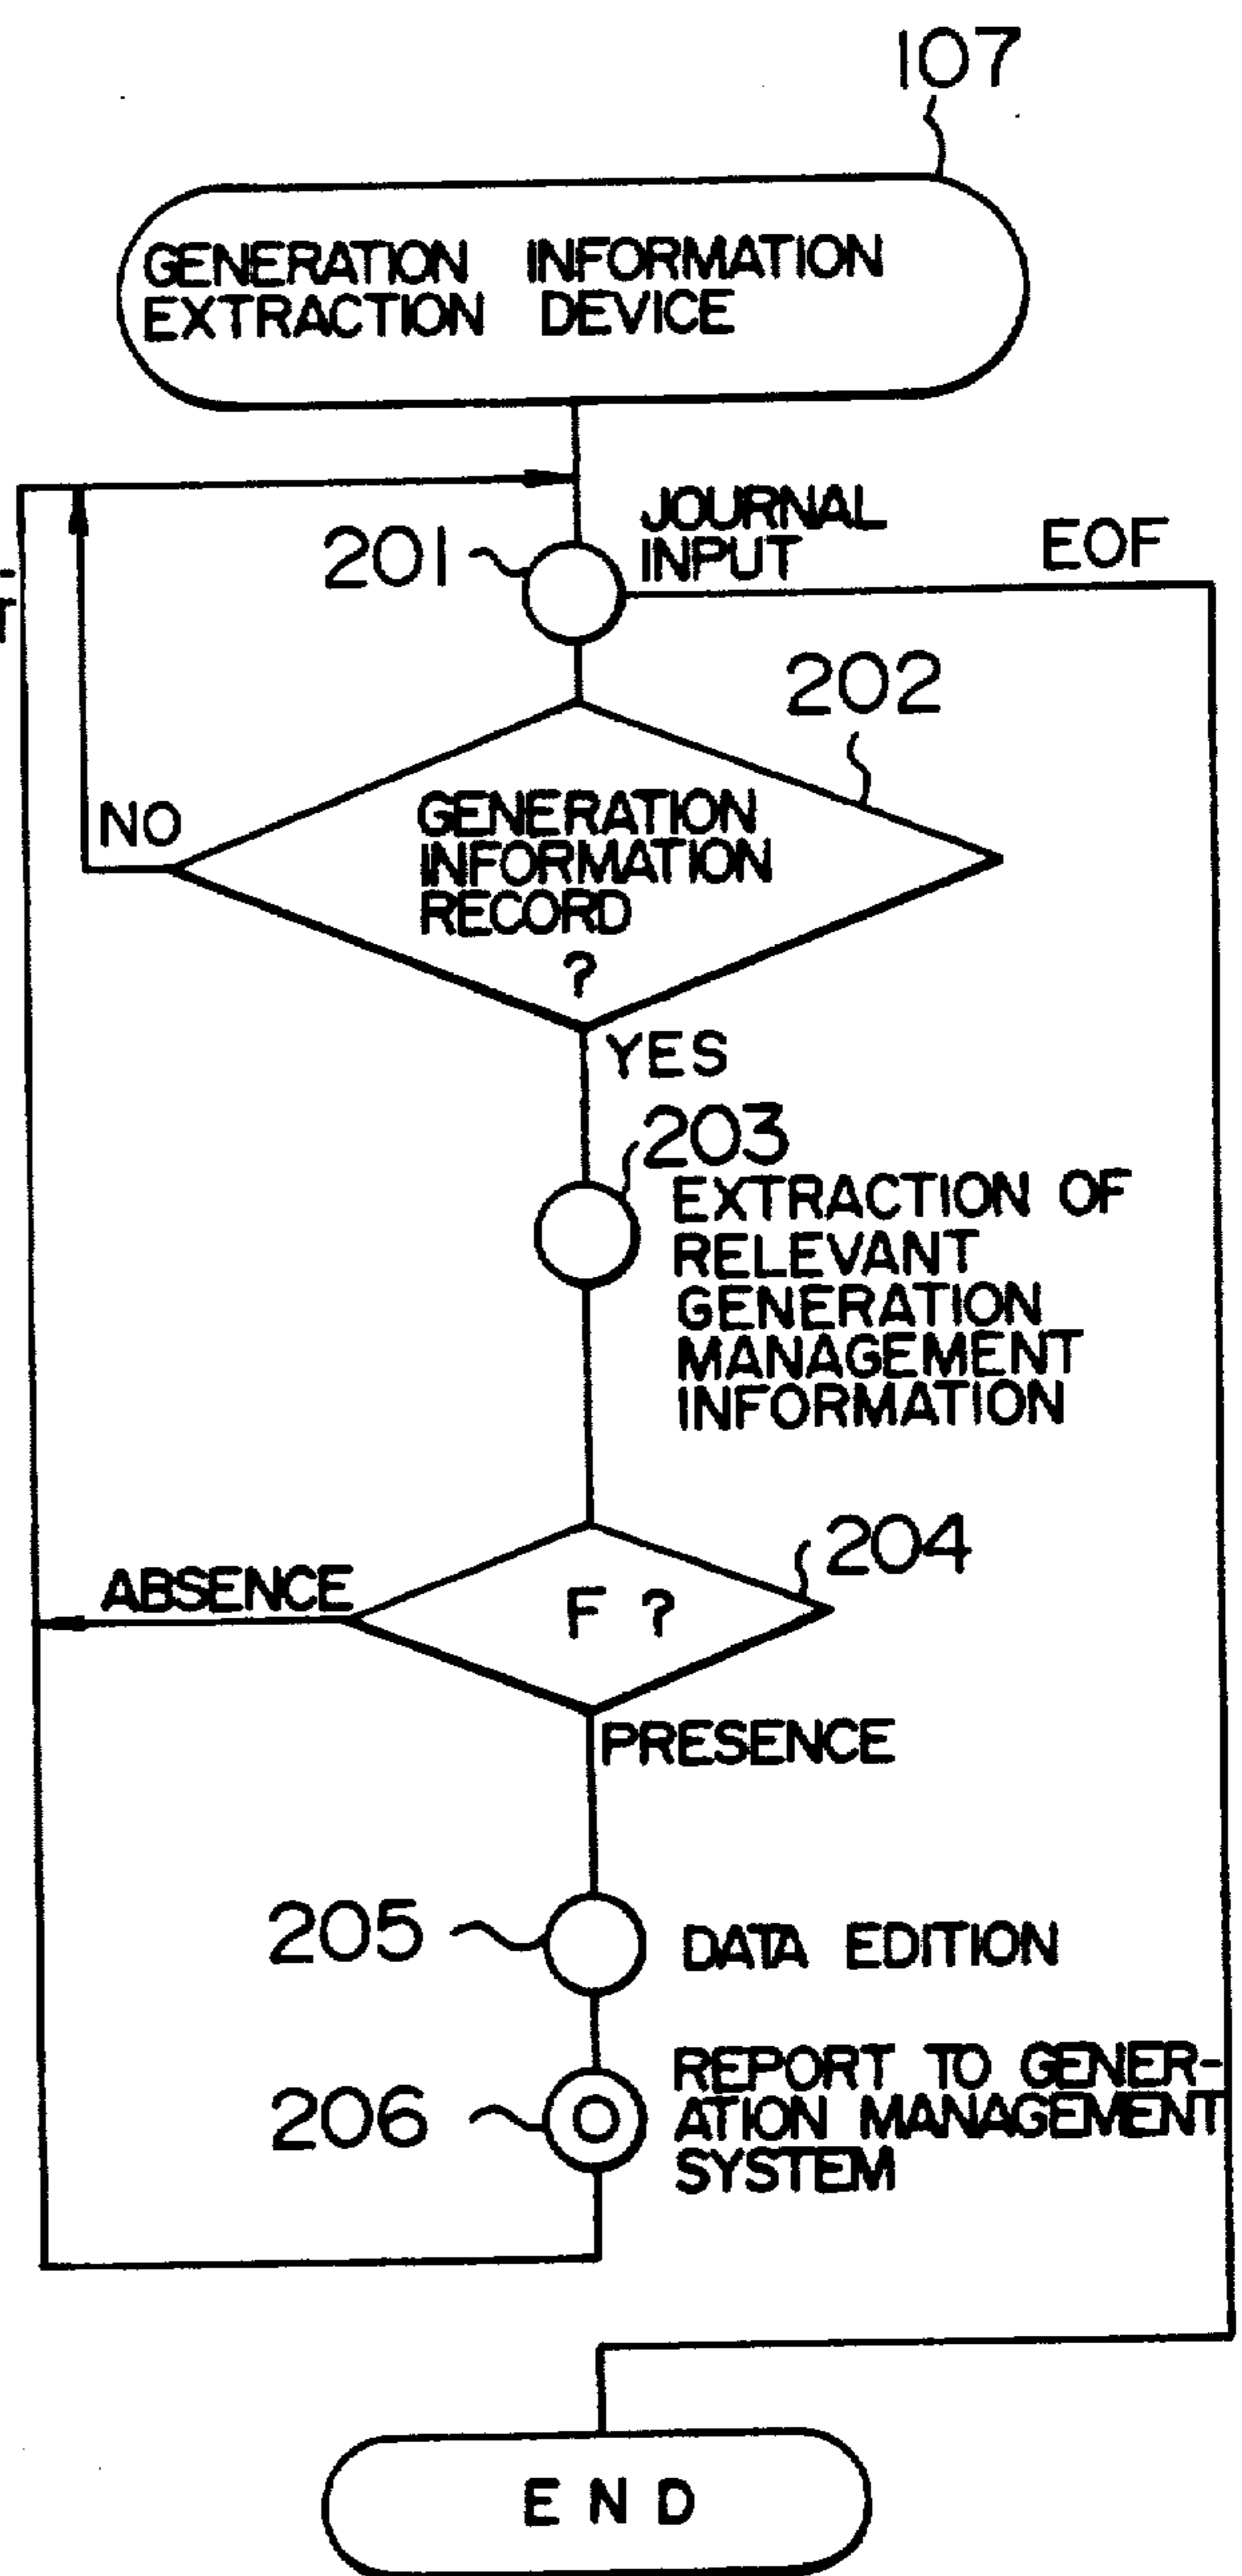 107
GENERATION INFORMATION
EXTRACTION DEVICE
JOURNAL
INPUT
EOF
201
202
NO
GENERATION
INFORMATION
RECORD
?
YES
203
EXTRACTION OF
RELEVANT
GENERATION
MANAGEMENT
INFORMATION
204
ABSENCE
F ?
PRESENCE
205
DATA EDITION
206
REPORT TO GENER-
ATION MANAGEMENT
SYSTEM
END